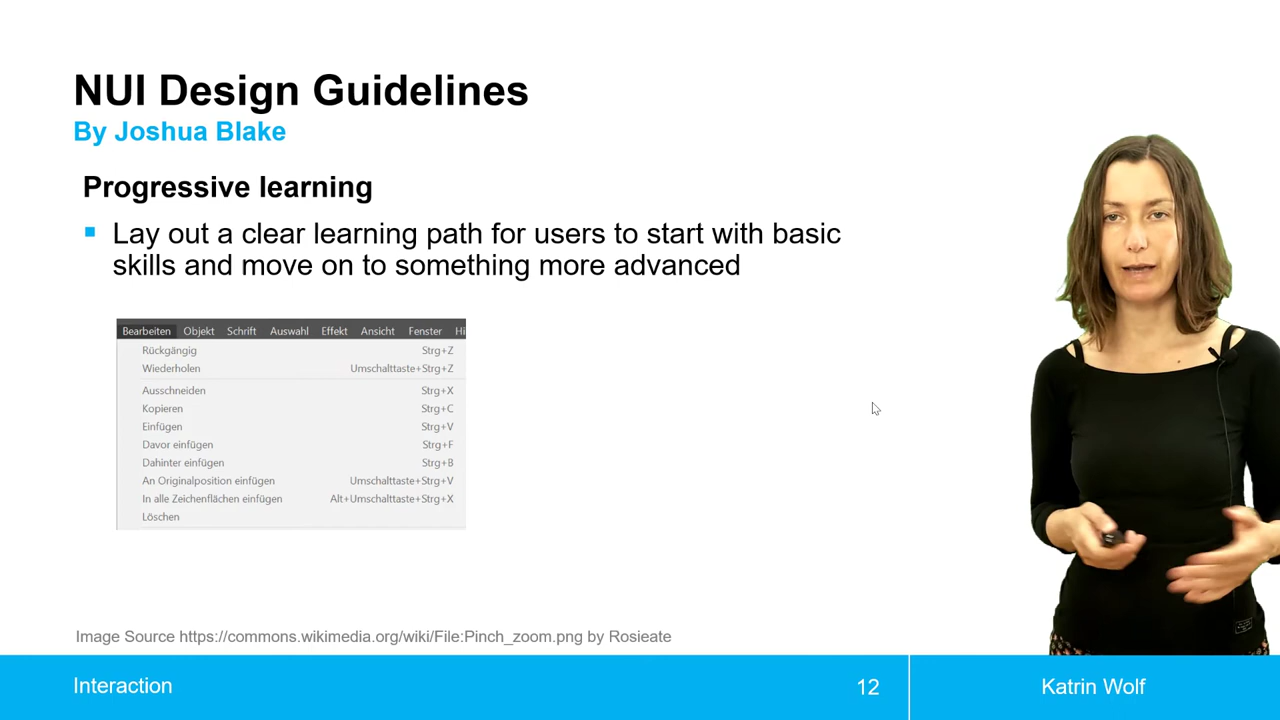 NUI Design Guidelines
By Joshua Blake
Progressive learning
Lay out a clear learning path for users to start with basic
skills and move on to something more advanced
Bearbeiten Objekt Schrift Auswahl Effekt Ansicht Fenster Hi
Rückgängig Strg+Z
Wiederholen Umschalttaste+Strg+Z
Ausschneiden Strg+X
Kopieren Strg+C
Einfügen Strg+V
Davor einfügen Strg+F
Dahinter einfügen Strg+B
An Originalposition einfügen Umschalttaste+Strg+V
In alle Zeichenflächen einfügen Alt+Umschalttaste+Strg+X
Löschen
Image Source https://commons.wikimedia.org/wiki/File:Pinch_zoom.png by Rosieate
Interaction 12 Katrin Wolf